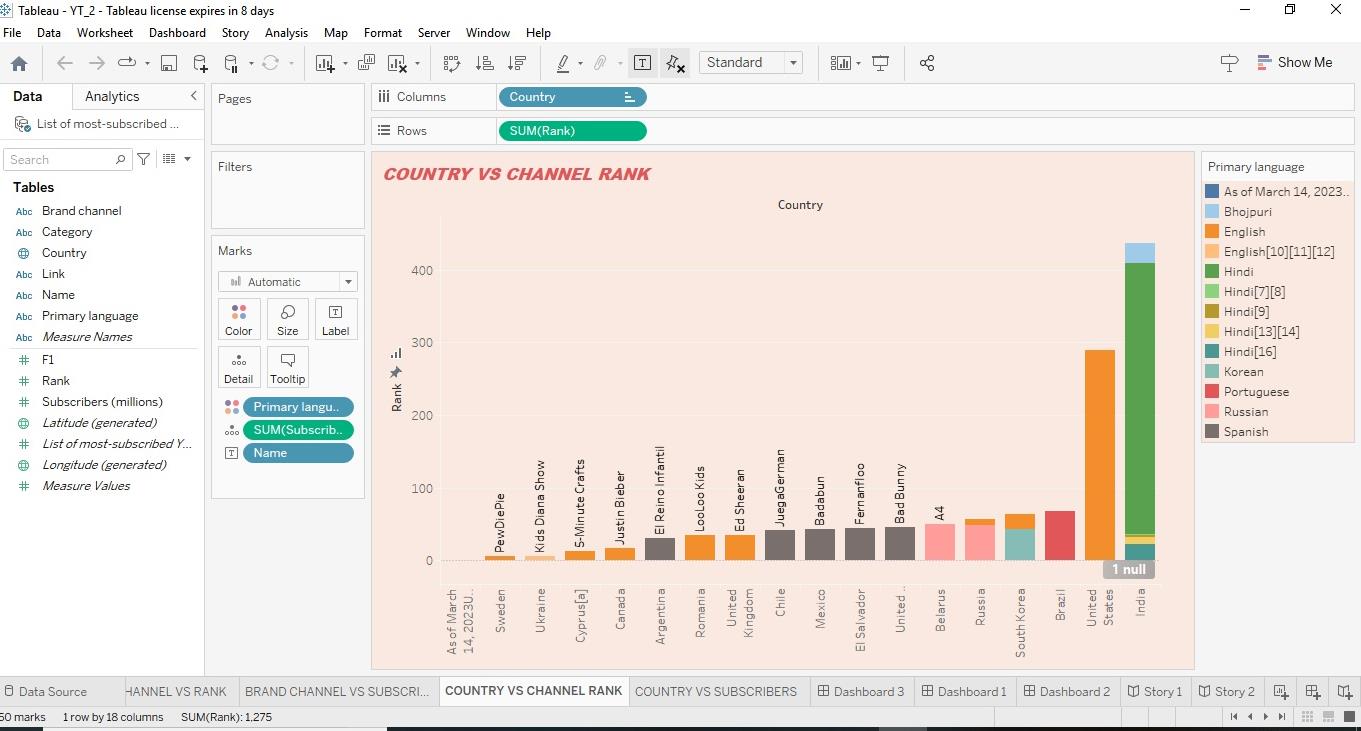 Tableau - YT_2 - Tableau license expires in 8 days
File Data Worksheet Dashboard Story Analysis Map Format Server Window Help
Standard
Show Me
Data Analytics
List of most-subscribed ...
Search
Tables
Abc Brand channel
Abc Category
Country
Abc Link
Abc Name
Abc Primary language
Abc Measure Names
# F1
# Rank
# Subscribers (millions)
Latitude (generated)
# List of most-subscribed Y...
Longitude (generated)
# Measure Values
Pages
Filters
Marks
Automatic
Color Size Label
Detail Tooltip
Primary langu..
SUM(Subscrib..
Name
Columns Country
Rows SUM(Rank)
COUNTRY VS CHANNEL RANK
Country
Rank
400
300
200
100
0
PewDiePie
Kids Diana Show
5-Minute Crafts
Justin Bieber
El Reino Infantil
LooLoo Kids
Ed Sheeran
JuegaGerman
Badabun
Fernanfloo
Bad Bunny
A4
1 null
As of March
14, 2023U..
Sweden
Ukraine
Cyprus[a]
Canada
Argentina
Romania
United
Kingdom
Chile
Mexico
El Salvador
United ..
Belarus
Russia
South Korea
Brazil
United
States
India
Primary language
As of March 14, 2023..
Bhojpuri
English
English[10][11][12]
Hindi
Hindi[7][8]
Hindi[9]
Hindi[13][14]
Hindi[16]
Korean
Portuguese
Russian
Spanish
Data Source HANNEL VS RANK BRAND CHANNEL VS SUBSCRI... COUNTRY VS CHANNEL RANK COUNTRY VS SUBSCRIBERS Dashboard 3 Dashboard 1 Dashboard 2 Story 1 Story 2
50 marks 1 row by 18 columns SUM(Rank): 1,275